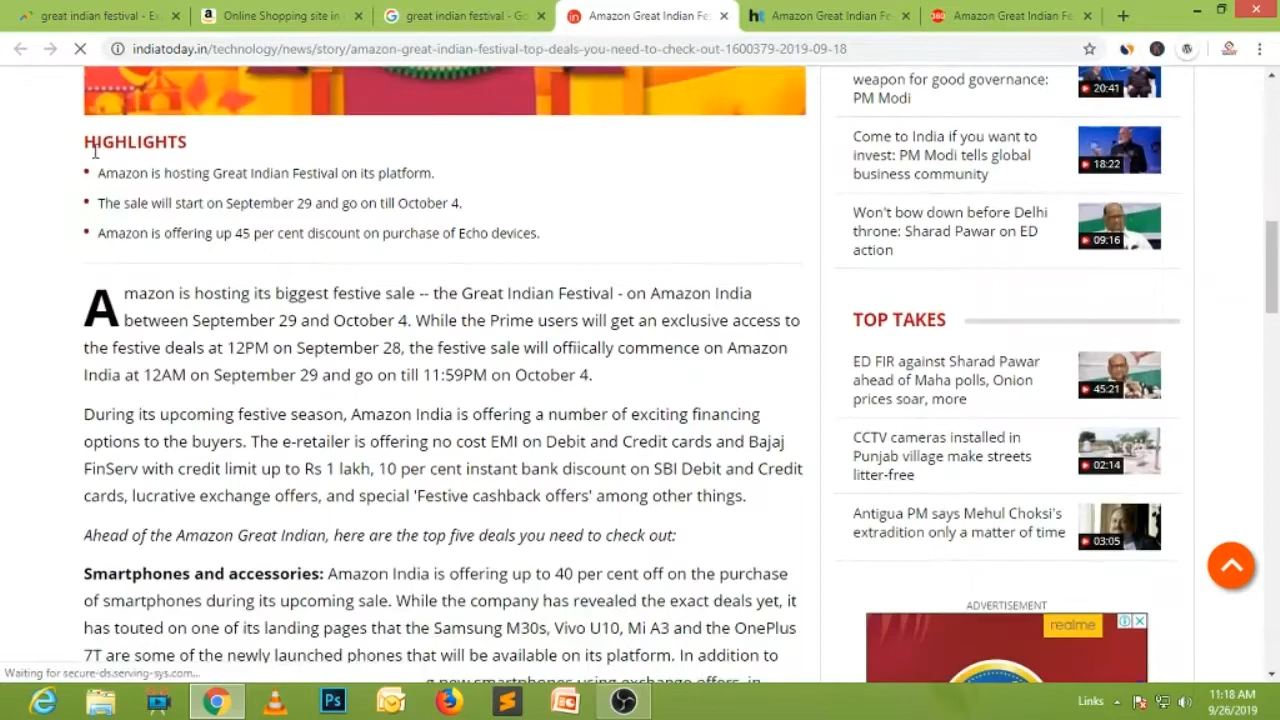 great indian festival - Ex
Online Shopping site in
great indian festival - Go
Amazon Great Indian Fe
Amazon Great Indian Fe
Amazon Great Indian Fe
indiatoday.in/technology/news/story/amazon-great-indian-festival-top-deals-you-need-to-check-out-1600379-2019-09-18
HIGHLIGHTS
Amazon is hosting Great Indian Festival on its platform.
The sale will start on September 29 and go on till October 4.
Amazon is offering up 45 per cent discount on purchase of Echo devices.
Amazon is hosting its biggest festive sale -- the Great Indian Festival - on Amazon India
between September 29 and October 4. While the Prime users will get an exclusive access to
the festive deals at 12PM on September 28, the festive sale will offiically commence on Amazon
India at 12AM on September 29 and go on till 11:59PM on October 4.
During its upcoming festive season, Amazon India is offering a number of exciting financing
options to the buyers. The e-retailer is offering no cost EMI on Debit and Credit cards and Bajaj
FinServ with credit limit up to Rs 1 lakh, 10 per cent instant bank discount on SBI Debit and Credit
cards, lucrative exchange offers, and special 'Festive cashback offers' among other things.
Ahead of the Amazon Great Indian, here are the top five deals you need to check out:
Smartphones and accessories: Amazon India is offering up to 40 per cent off on the purchase
of smartphones during its upcoming sale. While the company has revealed the exact deals yet, it
has touted on one of its landing pages that the Samsung M30s, Vivo U10, Mi A3 and the OnePlus
7T are some of the newly launched phones that will be available on its platform. In addition to
weapon for good governance:
PM Modi
20:41
Come to India if you want to
invest: PM Modi tells global
business community
18:22
Won't bow down before Delhi
throne: Sharad Pawar on ED
action
09:16
TOP TAKES
ED FIR against Sharad Pawar
ahead of Maha polls, Onion
prices soar, more
45:21
CCTV cameras installed in
Punjab village make streets
litter-free
02:14
Antigua PM says Mehul Choksi's
extradition only a matter of time
03:05
ADVERTISEMENT
realme
Waiting for secure-ds.serving-sys.com...
Ps
Links
11:18 AM
9/26/2019